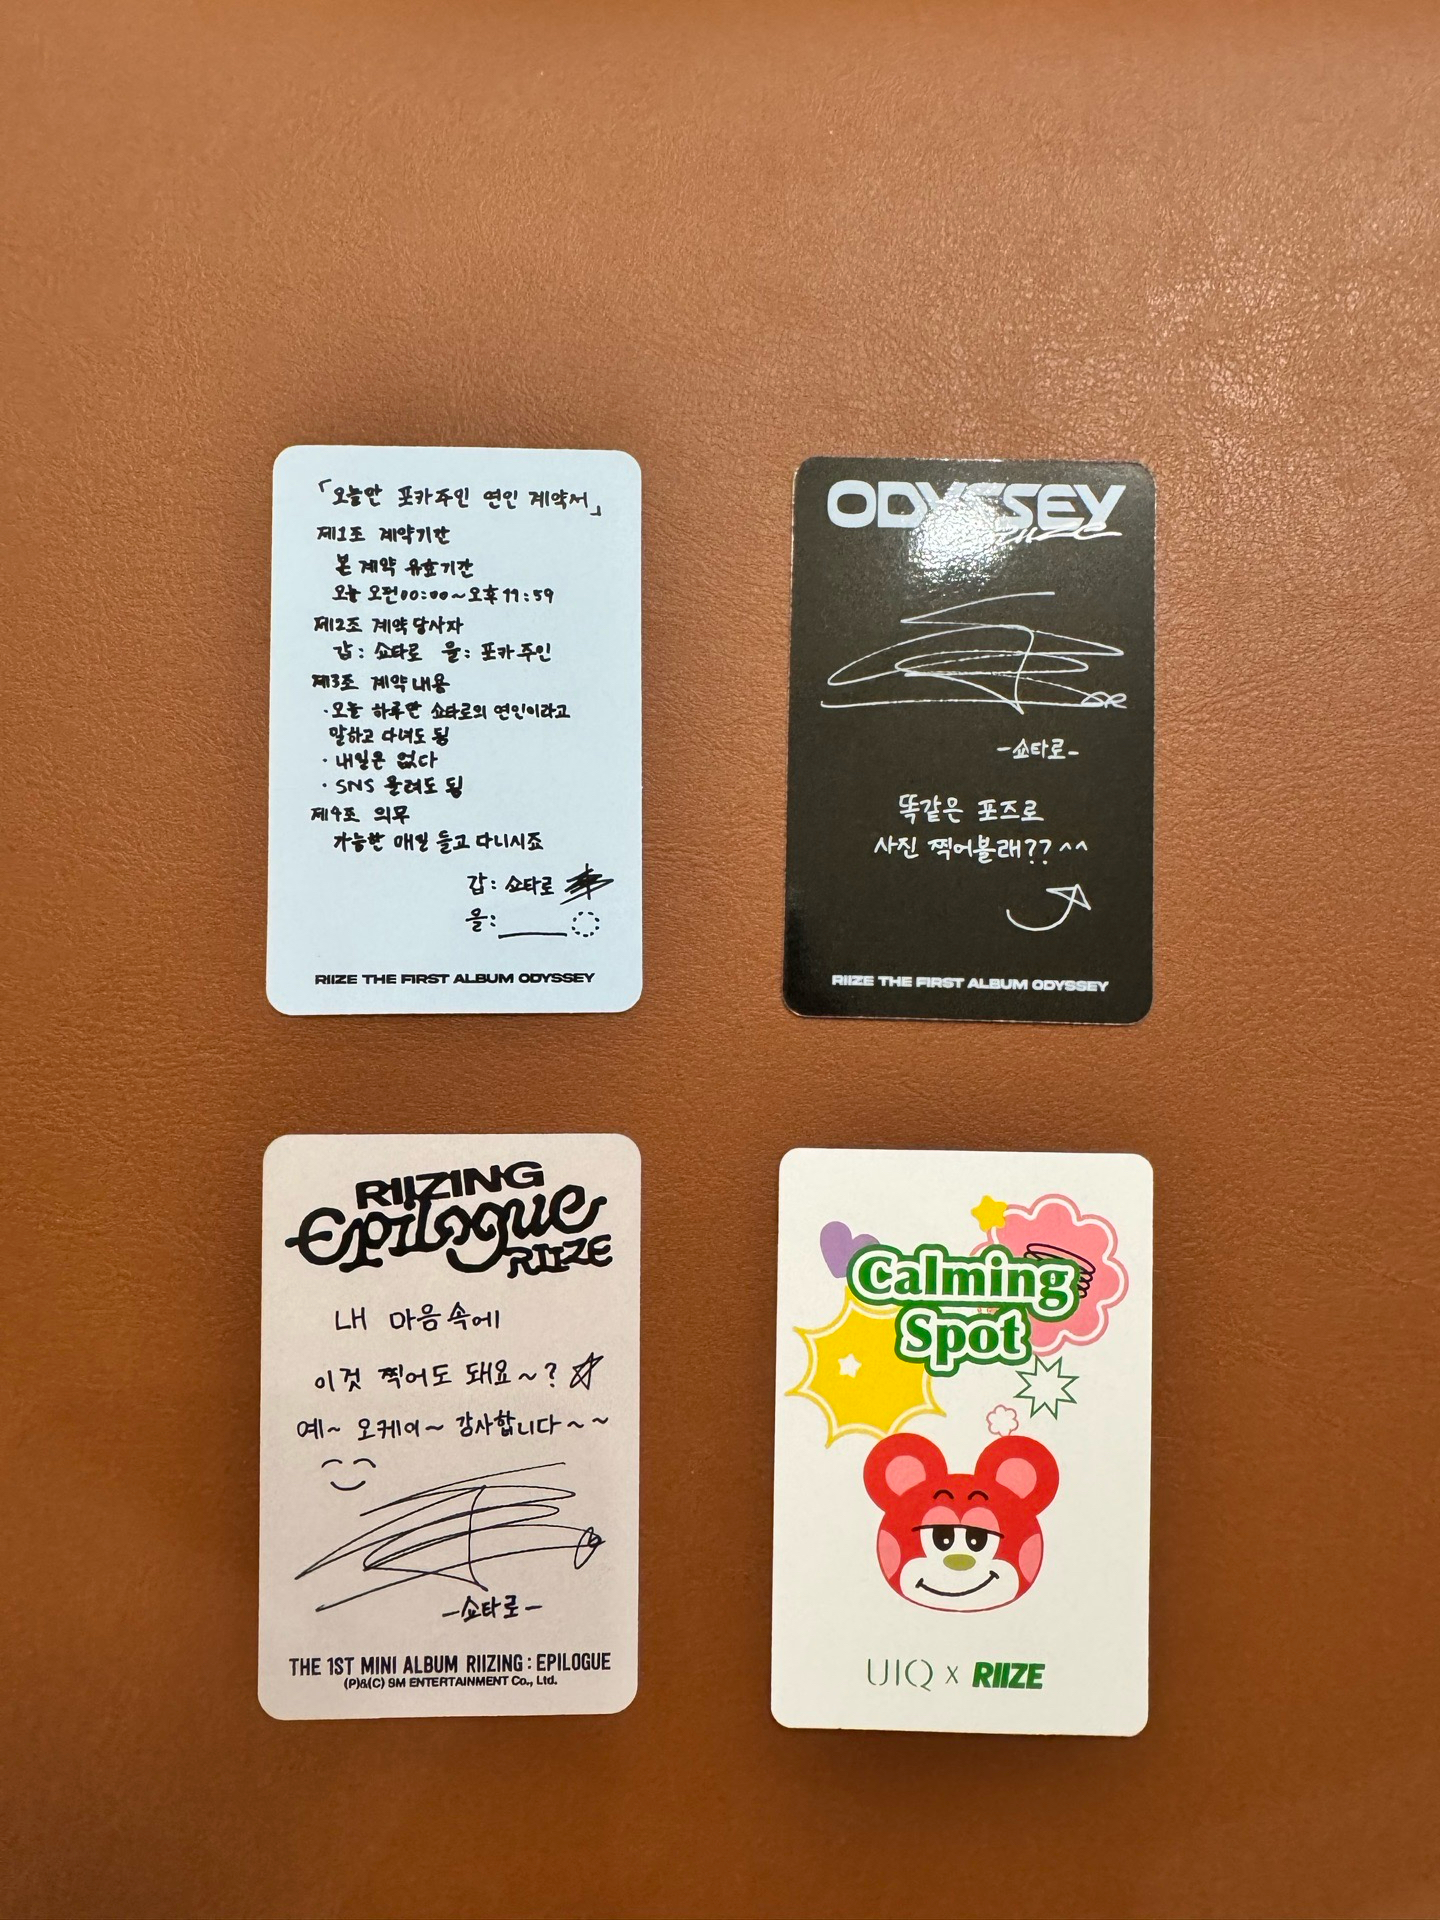 「오늘만 포카주인 연인 계약서」
제1조 계약기간
본 계약 유효기간
오늘 오전00:00~오후11:59
제2조 계약당사자
갑: 쇼타로 을: 포카주인
제3조 계약내용
·오늘 하루만 쇼타로의 연인이라고
말하고 다녀도 됨
·내일은 없다
·SNS 올려도 됨
제4조 의무
가능한 매일 들고 다니시죠
갑: 쇼타로
을:
RIIZE THE FIRST ALBUM ODYSSEY
ODYSSEY
RIIZE
-쇼타로-
똑같은 포즈로
사진 찍어볼래?? ^^
RIIZE THE FIRST ALBUM ODYSSEY
RIIZING
Epilogue
RIIZE
내 마음속에
이것 찍어도 돼요~?
예~ 오케이~ 감사합니다~~
-쇼타로-
THE 1ST MINI ALBUM RIIZING : EPILOGUE
(P)&(C) SM ENTERTAINMENT Co., Ltd.
Calming
Spot
UIQ X RIIZE